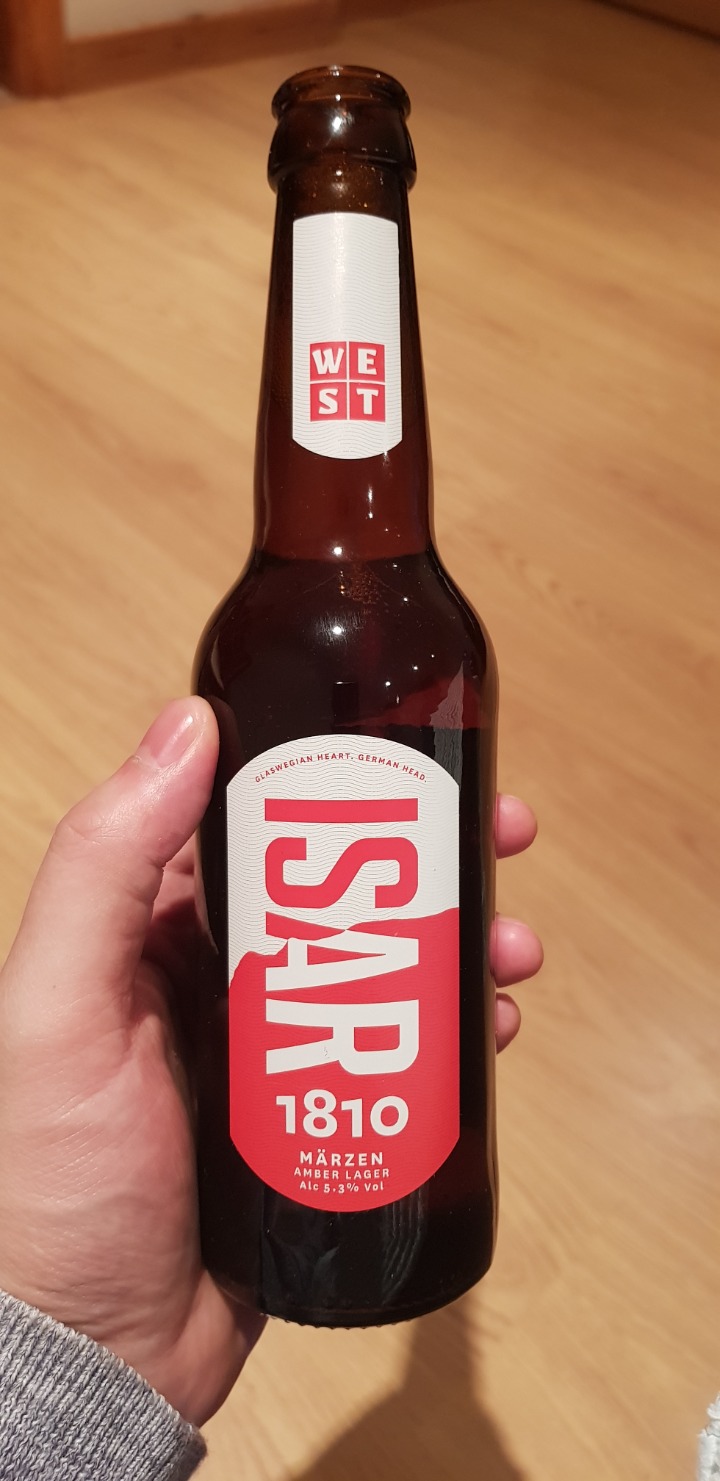 WE
ST
GLASWEGIAN HEART. GERMAN HEAD.
ISAR
1810
MÄRZEN
AMBER LAGER
Alc 5.3% Vol